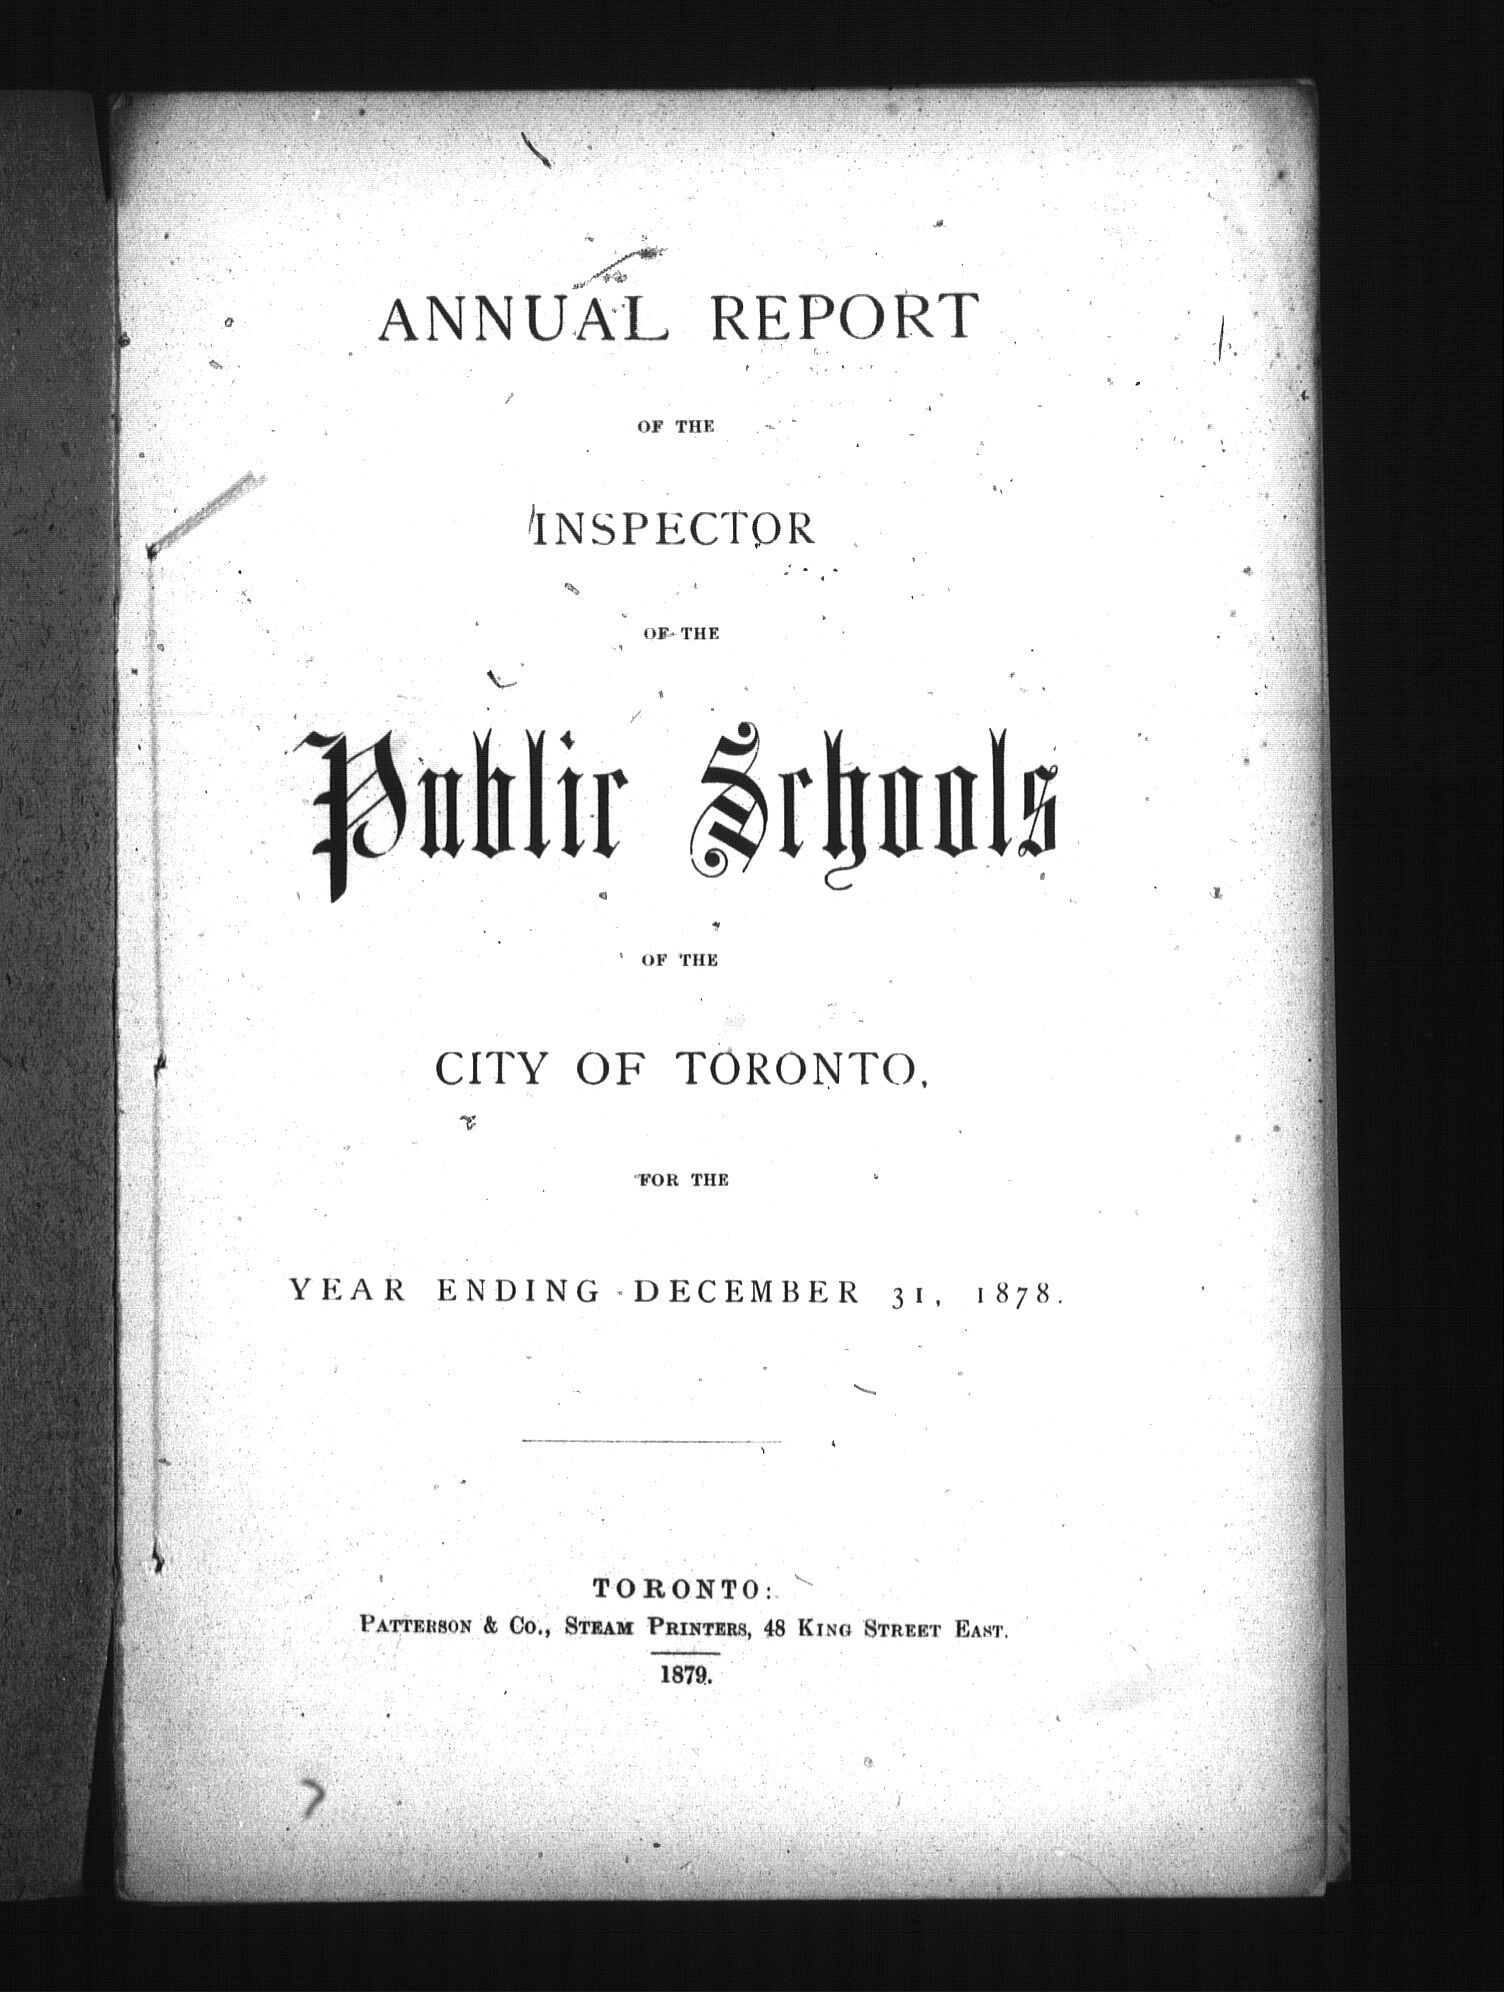 ANNUAL REPORT
OF THE
INSPECTOR
OF THE
Public Schools
OF THE
CITY OF TORONTO,
FOR THE
YEAR ENDING DECEMBER 31, 1878.
TORONTO:
PATTERSON & CO., STEAM PRINTERS, 48 KING STREET EAST.
1879.